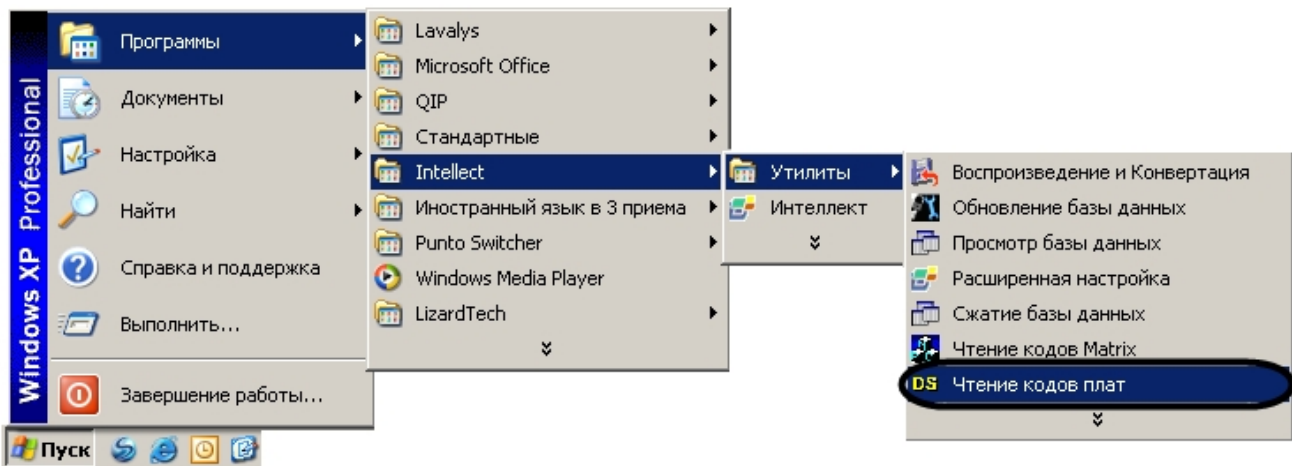 Windows XP Professional
Программы
Документы
Настройка
Найти
Справка и поддержка
Выполнить...
Завершение работы...
Пуск
Lavalys
Microsoft Office
QIP
Стандартные
Intellect
Иностранный язык в 3 приема
Punto Switcher
Windows Media Player
LizardTech
Утилиты
Интеллект
Воспроизведение и Конвертация
Обновление базы данных
Просмотр базы данных
Расширенная настройка
Сжатие базы данных
Чтение кодов Matrix
DS Чтение кодов плат